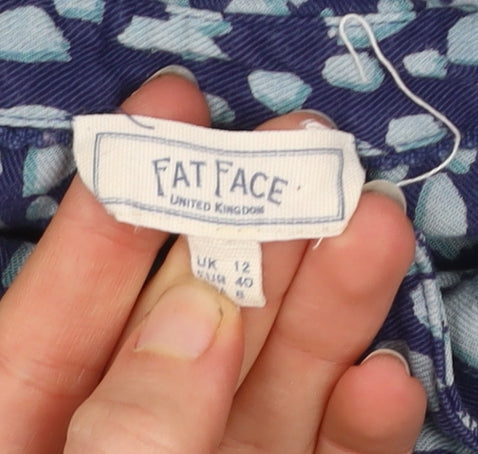 FAT FACE
UNITED KINGDOM
UK 12
EUR 40
8